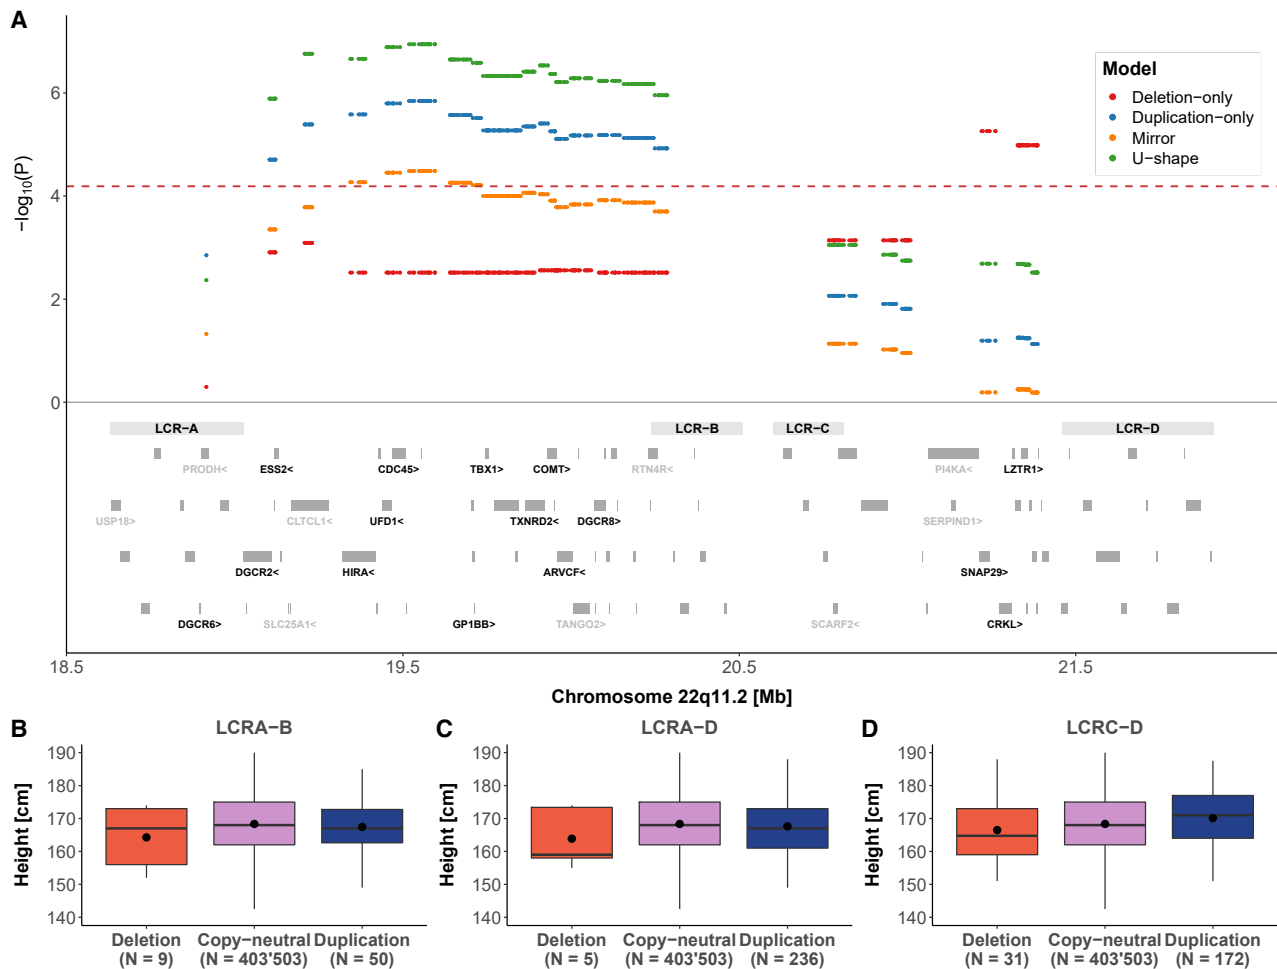 A
−log10(P)
6
4
2
0
Model
Deletion−only
Duplication−only
Mirror
U−shape
LCR−A
LCR−B
LCR−C
LCR−D
PRODH< ESS2< CDC45> TBX1> COMT> RTN4R< PI4KA< LZTR1>
USP18> CLTCL1< UFD1< TXNRD2< DGCR8> SERPIND1>
DGCR2< HIRA< ARVCF< SNAP29>
DGCR6> SLC25A1< GP1BB> TANGO2> SCARF2< CRKL>
18.5 19.5 20.5 21.5
Chromosome 22q11.2 [Mb]
B
LCRA−B
Height [cm]
190
180
170
160
150
140
Deletion Copy−neutral Duplication
(N = 9) (N = 403'503) (N = 50)
C
LCRA−D
Height [cm]
190
180
170
160
150
140
Deletion Copy−neutral Duplication
(N = 5) (N = 403'503) (N = 236)
D
LCRC−D
Height [cm]
190
180
170
160
150
140
Deletion Copy−neutral Duplication
(N = 31) (N = 403'503) (N = 172)